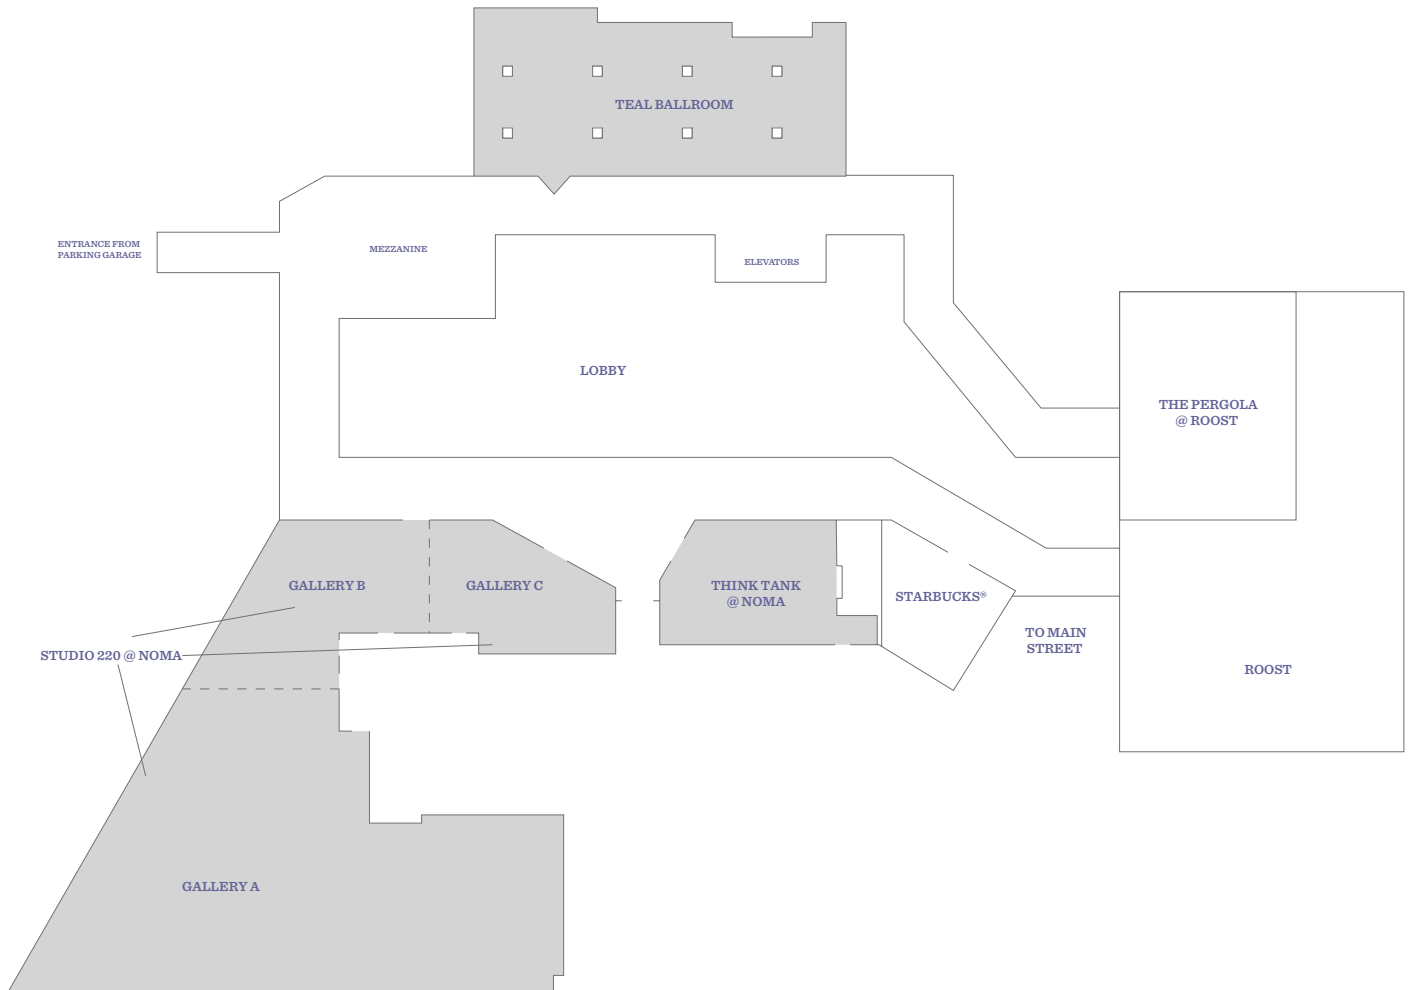 TEAL BALLROOM
ENTRANCE FROM
PARKING GARAGE
MEZZANINE
ELEVATORS
LOBBY
THE PERGOLA
@ ROOST
GALLERY B
GALLERY C
THINK TANK
@ NOMA
STARBUCKS®
STUDIO 220 @ NOMA
TO MAIN
STREET
ROOST
GALLERY A